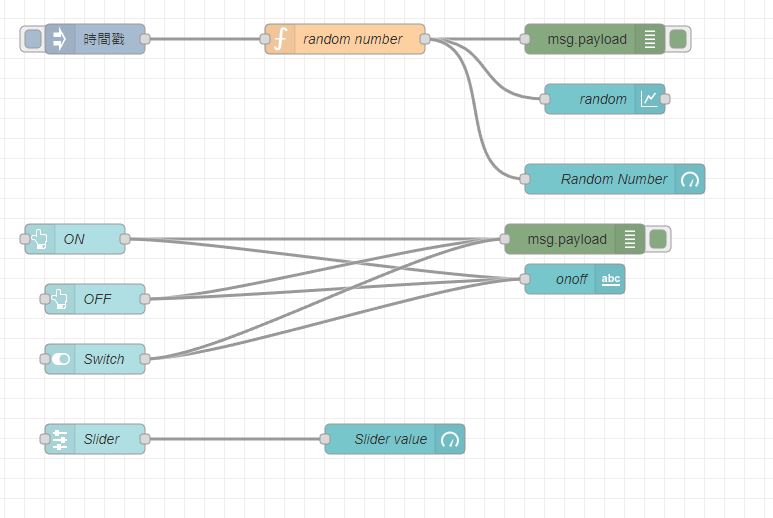 時間戳
random number
msg.payload
random
Random Number
ON
msg.payload
onoff
abc
OFF
Switch
Slider
Slider value